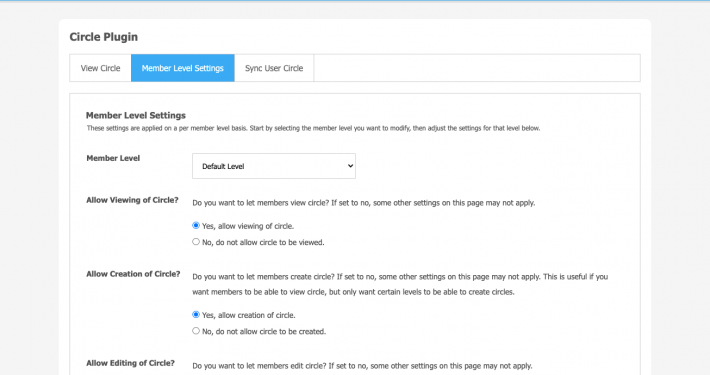 Circle Plugin
View Circle
Member Level Settings
Sync User Circle
Member Level Settings
These settings are applied on a per member level basis. Start by selecting the member level you want to modify, then adjust the settings for that level below.
Member Level
Default Level
Allow Viewing of Circle?
Do you want to let members view circle? If set to no, some other settings on this page may not apply.
Yes, allow viewing of circle.
No, do not allow circle to be viewed.
Allow Creation of Circle?
Do you want to let members create circle? If set to no, some other settings on this page may not apply. This is useful if you
want members to be able to view circle, but only want certain levels to be able to create circles.
Yes, allow creation of circle.
No, do not allow circle to be created.
Allow Editing of Circle?
Do you want to let members edit circle? If set to no, some other settings on this page may not apply.